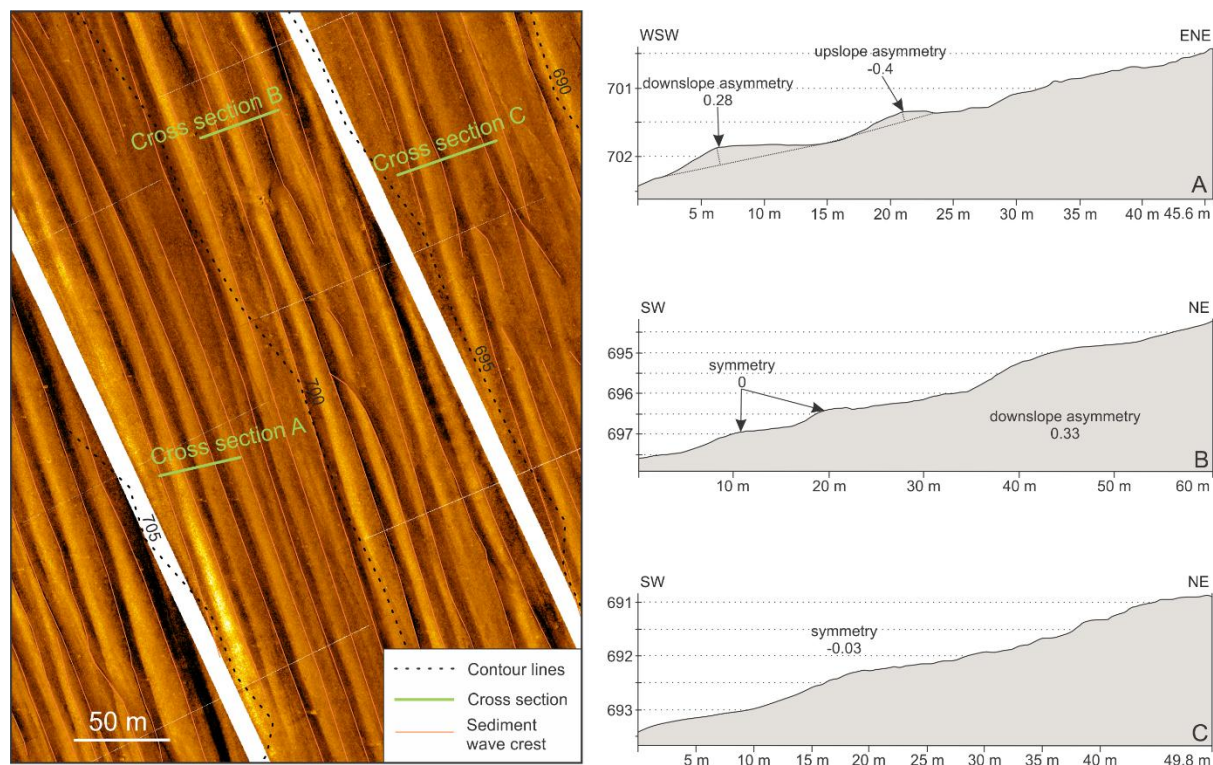 690
Cross section B
Cross section C
695
700
Cross section A
705
Contour lines
Cross section
Sediment
wave crest
50 m
WSW
ENE
upslope asymmetry
-0.4
downslope asymmetry
0.28
701
702
A
5 m
10 m
15 m
20 m
25 m
30 m
35 m
40 m
45.6 m
SW
NE
695
symmetry
0
696
downslope asymmetry
0.33
697
B
10 m
20 m
30 m
40 m
50 m
60 m
SW
NE
691
symmetry
-0.03
692
693
C
5 m
10 m
15 m
20 m
25 m
30 m
35 m
40 m
49.8 m